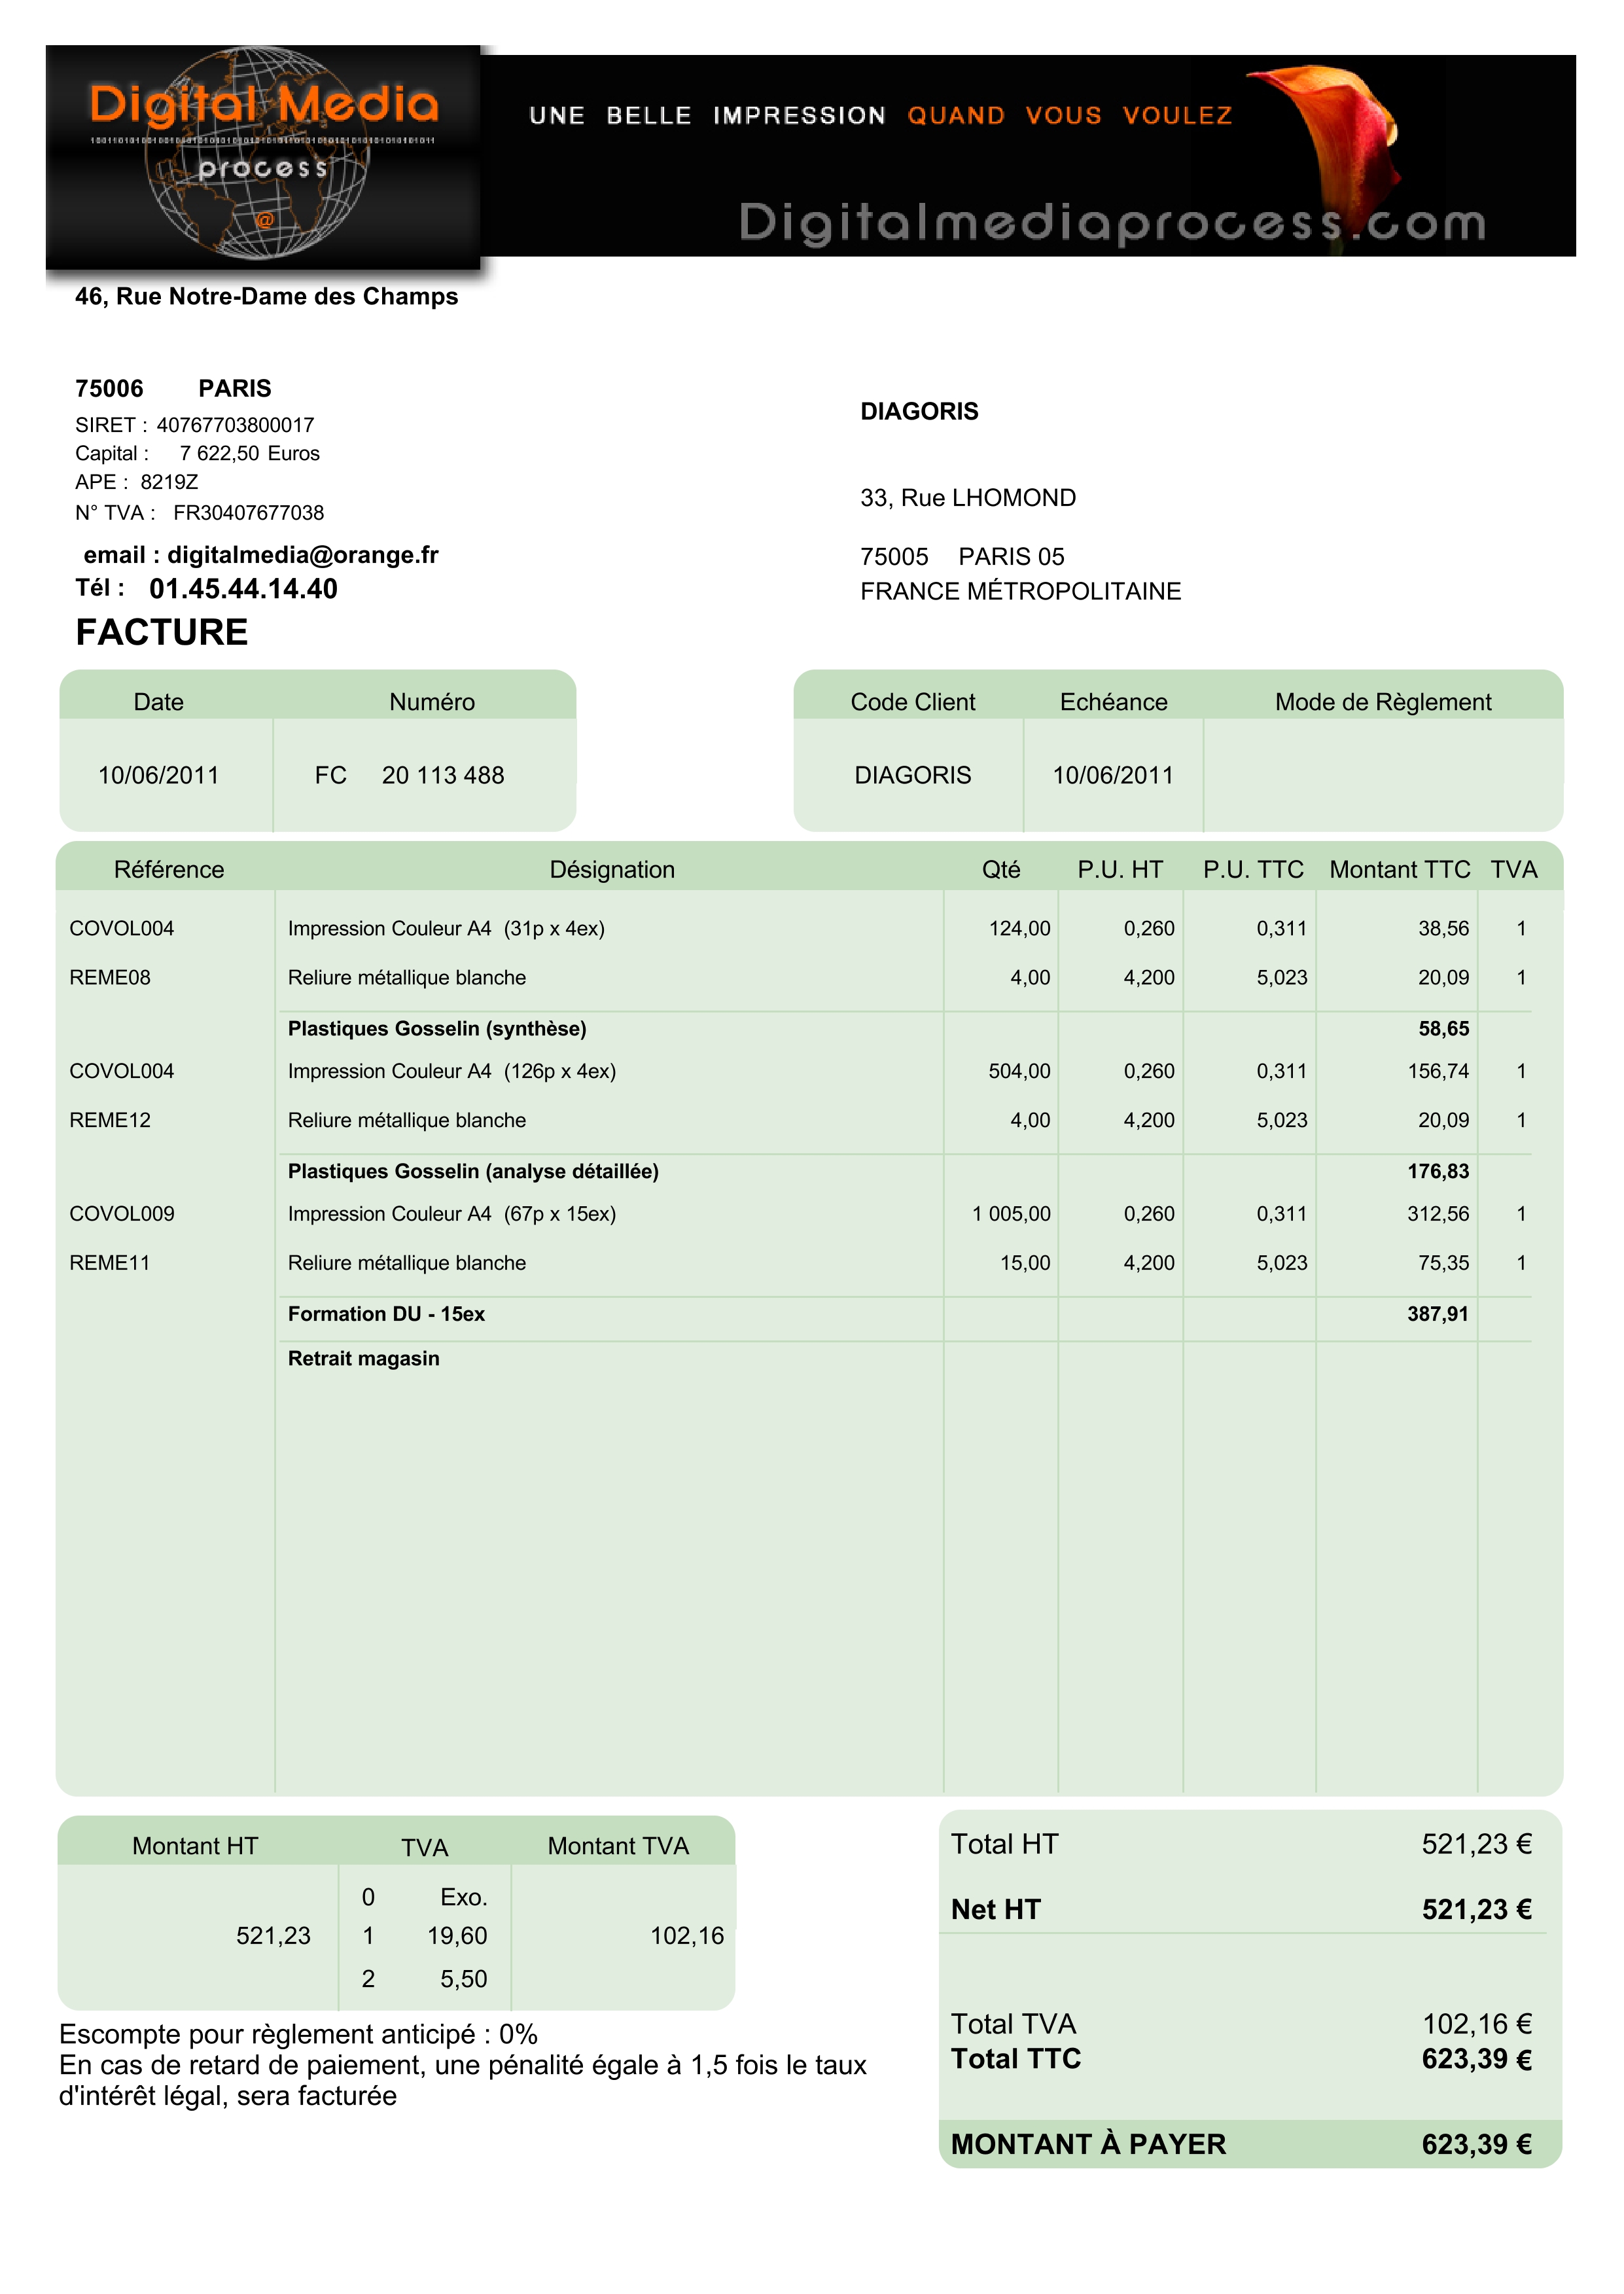 Digital Media
process
@
UNE BELLE IMPRESSION QUAND VOUS VOULEZ
Digitalmediaprocess.com
46, Rue Notre-Dame des Champs
75006 PARIS
SIRET : 40767703800017
Capital : 7 622,50 Euros
APE : 8219Z
N° TVA : FR30407677038
email : digitalmedia@orange.fr
Tél : 01.45.44.14.40
DIAGORIS
33, Rue LHOMOND
75005 PARIS 05
FRANCE MÉTROPOLITAINE
FACTURE
Date Numéro
10/06/2011 FC 20 113 488
Code Client Echéance Mode de Règlement
DIAGORIS 10/06/2011
Référence Désignation Qté P.U. HT P.U. TTC Montant TTC TVA
COVOL004 Impression Couleur A4 (31p x 4ex) 124,00 0,260 0,311 38,56 1
REME08 Reliure métallique blanche 4,00 4,200 5,023 20,09 1
Plastiques Gosselin (synthèse) 58,65
COVOL004 Impression Couleur A4 (126p x 4ex) 504,00 0,260 0,311 156,74 1
REME12 Reliure métallique blanche 4,00 4,200 5,023 20,09 1
Plastiques Gosselin (analyse détaillée) 176,83
COVOL009 Impression Couleur A4 (67p x 15ex) 1 005,00 0,260 0,311 312,56 1
REME11 Reliure métallique blanche 15,00 4,200 5,023 75,35 1
Formation DU - 15ex 387,91
Retrait magasin
Montant HT TVA Montant TVA
0 Exo.
521,23 1 19,60 102,16
2 5,50
Escompte pour règlement anticipé : 0%
En cas de retard de paiement, une pénalité égale à 1,5 fois le taux
d'intérêt légal, sera facturée
Total HT 521,23 €
Net HT 521,23 €
Total TVA 102,16 €
Total TTC 623,39 €
MONTANT À PAYER 623,39 €